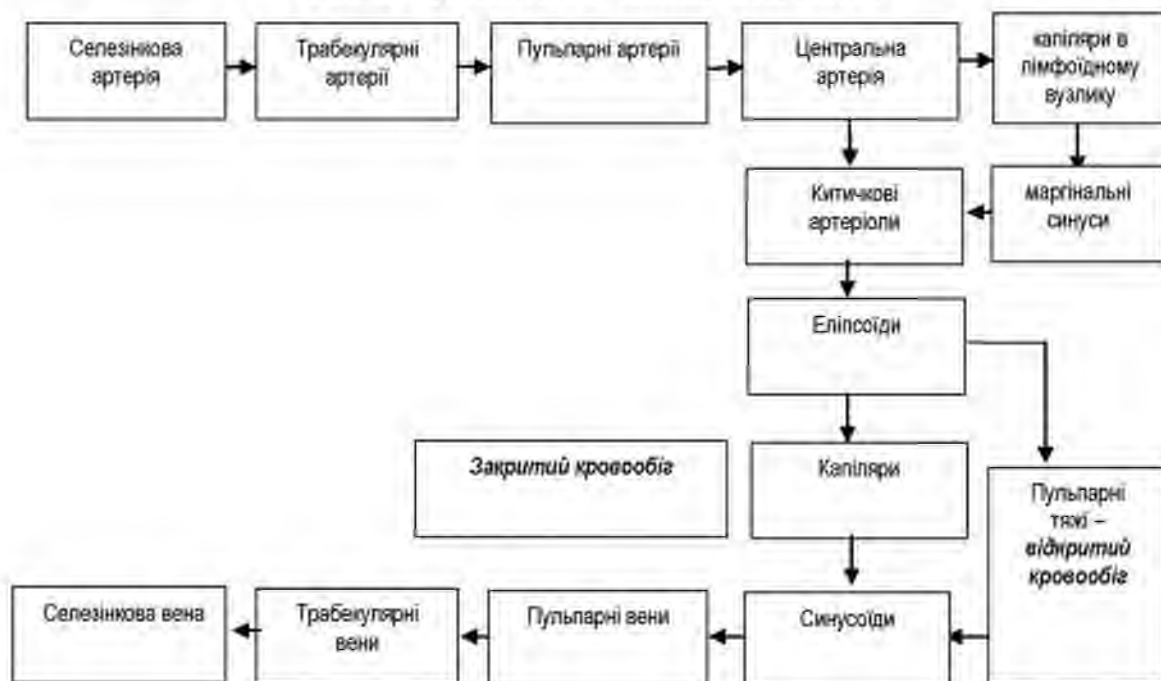 Селезінкова
артерія
Трабекулярні
артерії
Пульпарні артерії
Центральна
артерія
капіляри в
лімфоїдному
вузлику
Китичкові
артеріоли
маргінальні
синуси
Еліпсоїди
Закритий кровообіг
Капіляри
Пульпарні
тяжі –
відкритий
кровообіг
Селезінкова вена
Трабекулярні
вени
Пульпарні вени
Синусоїди